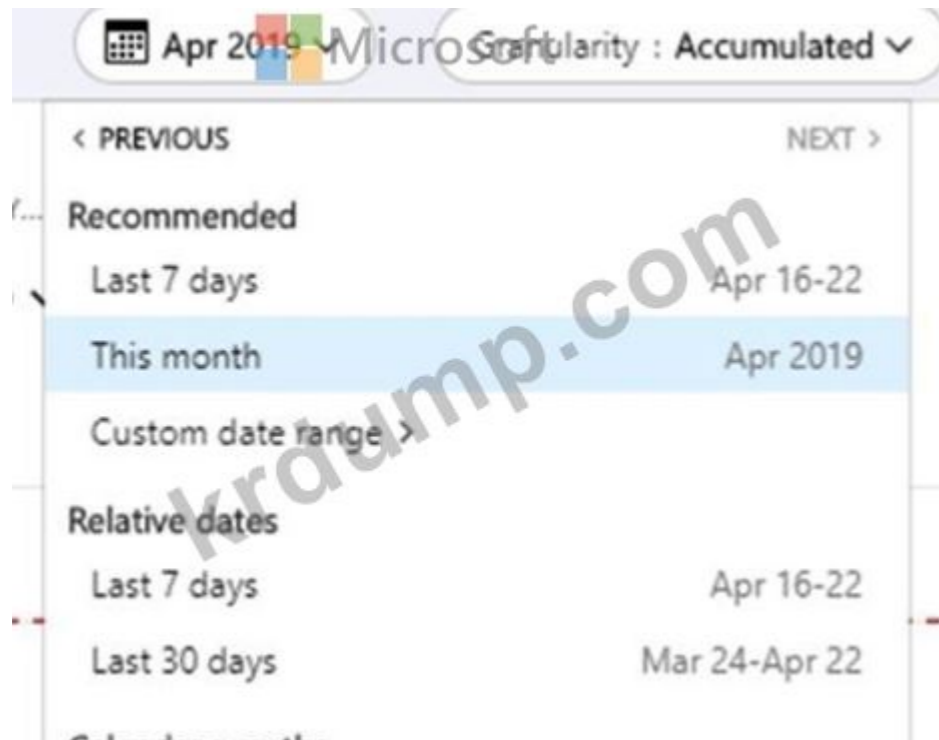 Apr 2019 Granularity : Accumulated
Microsoft
< PREVIOUS NEXT >
Recommended
Last 7 days Apr 16-22
This month Apr 2019
Custom date range >
Relative dates
Last 7 days Apr 16-22
Last 30 days Mar 24-Apr 22
krdump.com